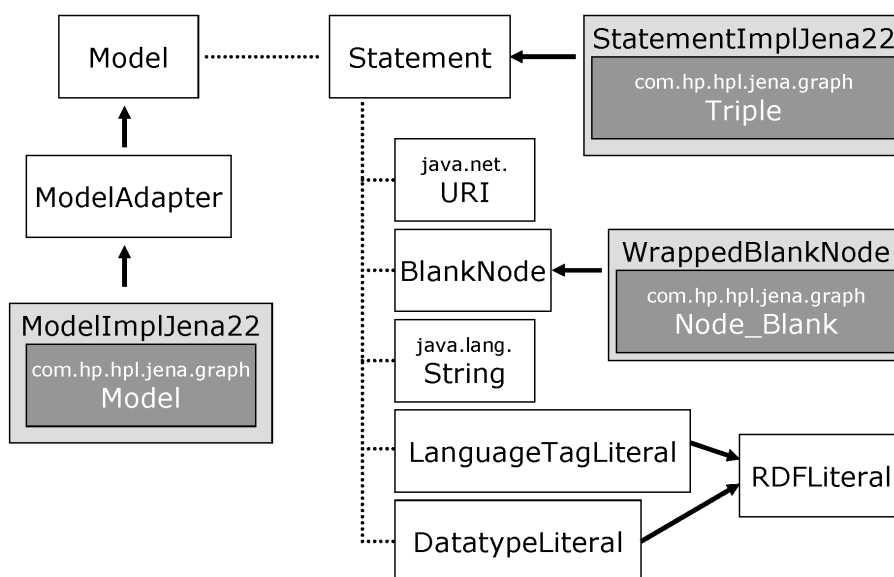 Model
Statement
StatementImplJena22
com.hp.hpl.jena.graph
Triple
java.net.
URI
ModelAdapter
BlankNode
WrappedBlankNode
com.hp.hpl.jena.graph
Node_Blank
ModelImplJena22
com.hp.hpl.jena.graph
Model
java.lang.
String
LanguageTagLiteral
RDFLiteral
DatatypeLiteral